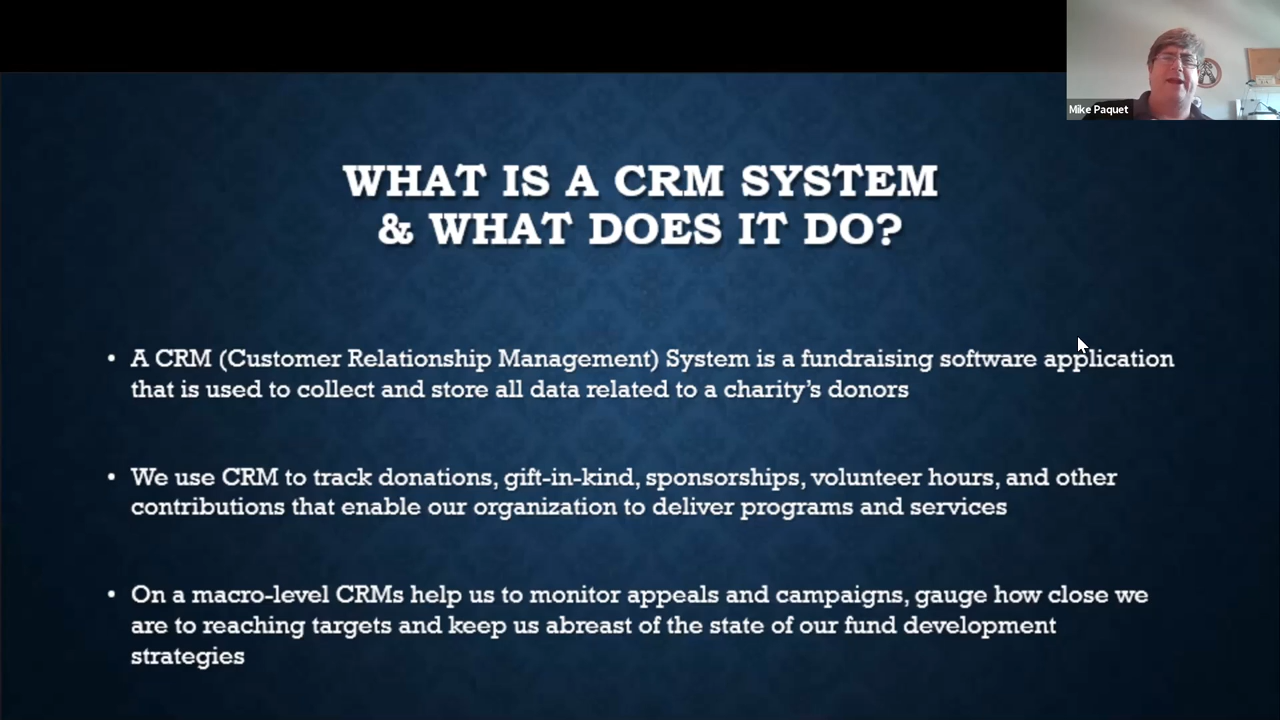 Mike Paquet
WHAT IS A CRM SYSTEM
& WHAT DOES IT DO?
• A CRM (Customer Relationship Management) System is a fundraising software application
that is used to collect and store all data related to a charity’s donors
• We use CRM to track donations, gift-in-kind, sponsorships, volunteer hours, and other
contributions that enable our organization to deliver programs and services
• On a macro-level CRMs help us to monitor appeals and campaigns, gauge how close we
are to reaching targets and keep us abreast of the state of our fund development
strategies